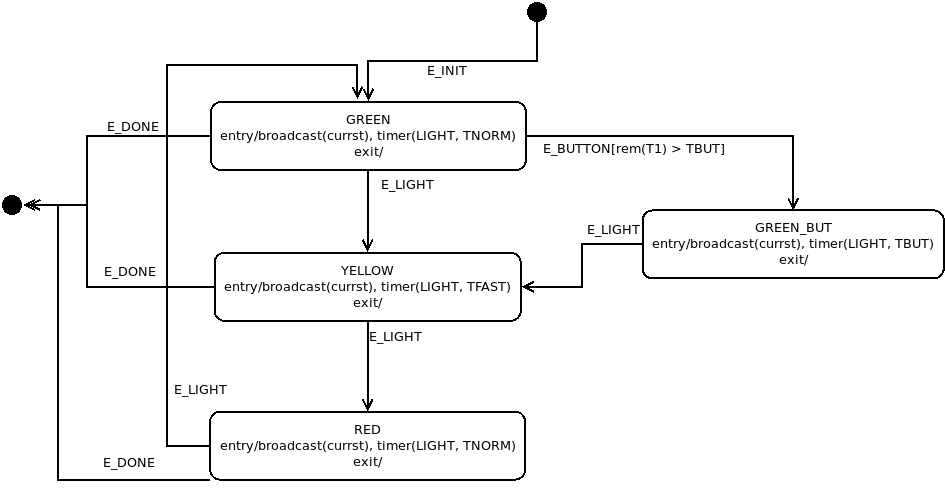 E_INIT
GREEN
entry/broadcast(currst), timer(LIGHT, TNORM)
exit/
E_DONE
E_BUTTON[rem(T1) > TBUT]
E_LIGHT
GREEN_BUT
entry/broadcast(currst), timer(LIGHT, TBUT)
exit/
E_LIGHT
E_DONE
YELLOW
entry/broadcast(currst), timer(LIGHT, TFAST)
exit/
E_LIGHT
E_LIGHT
RED
entry/broadcast(currst), timer(LIGHT, TNORM)
exit/
E_DONE